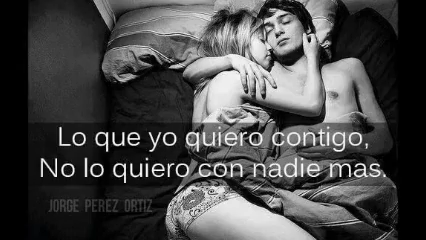 Lo que yo quiero contigo,
No lo quiero con nadie mas.
JORGE PEREZ ORTIZ